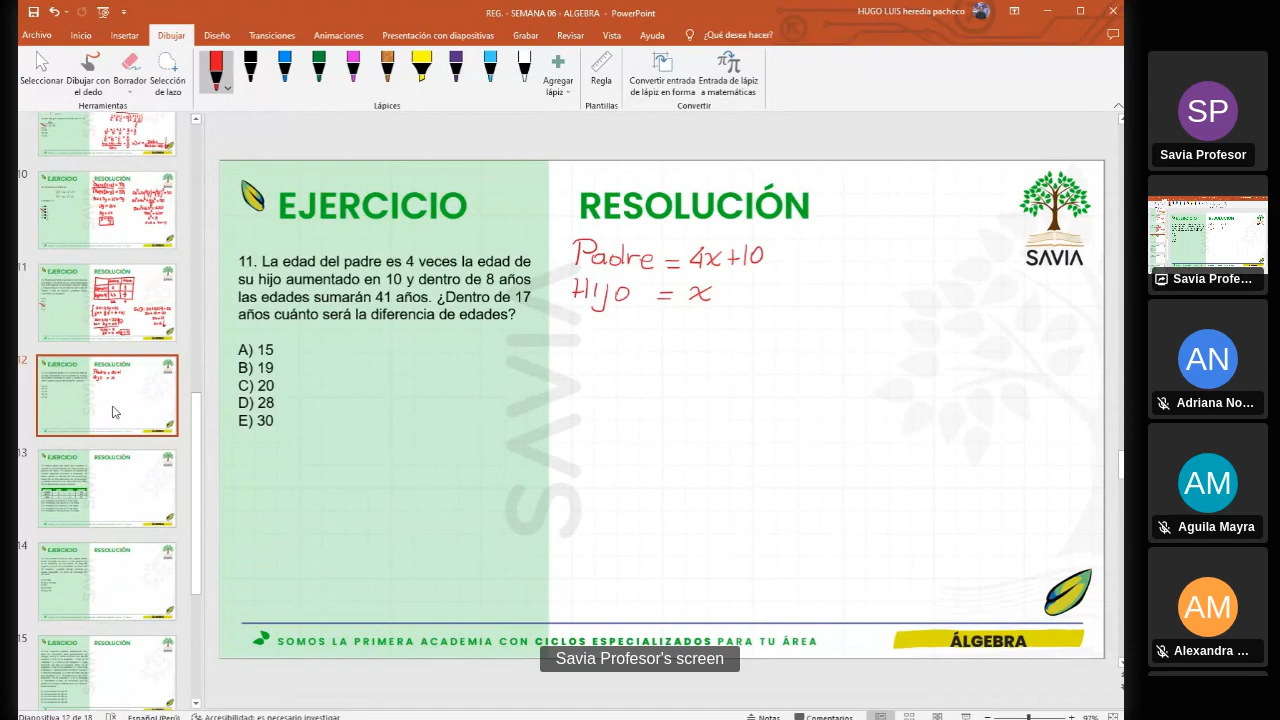 REG. - SEMANA 06 - ALGEBRA - PowerPoint
HUGO LUIS heredia pacheco
Archivo Inicio Insertar Dibujar Diseño Transiciones Animaciones Presentación con diapositivas Grabar Revisar Vista Ayuda ¿Qué desea hacer?
Seleccionar
Dibujar con el dedo
Borrador
Selección de lazo
Agregar lápiz
Regla
Convertir entrada de lápiz en forma
Entrada de lápiz a matemáticas
Herramientas
Lápices
Plantillas
Convertir
10
11
12
13
14
15
EJERCICIO
RESOLUCIÓN
SAVIA
11. La edad del padre es 4 veces la edad de
su hijo aumentado en 10 y dentro de 8 años
las edades sumarán 41 años. ¿Dentro de 17
años cuánto será la diferencia de edades?
A) 15
B) 19
C) 20
D) 28
E) 30
Padre = 4x+10
Hijo = x
SAVIA
SOMOS LA PRIMERA ACADEMIA CON CICLOS ESPECIALIZADOS PARA TU ÁREA
ÁLGEBRA
Savia Profesor's screen
Diapositiva 12 de 18 Español (Perú) Accesibilidad: es necesario investigar
Notas Comentarios 97%
SP
Savia Profesor
Savia Profe...
AN
Adriana No...
AM
Aguila Mayra
AM
Alexandra ...